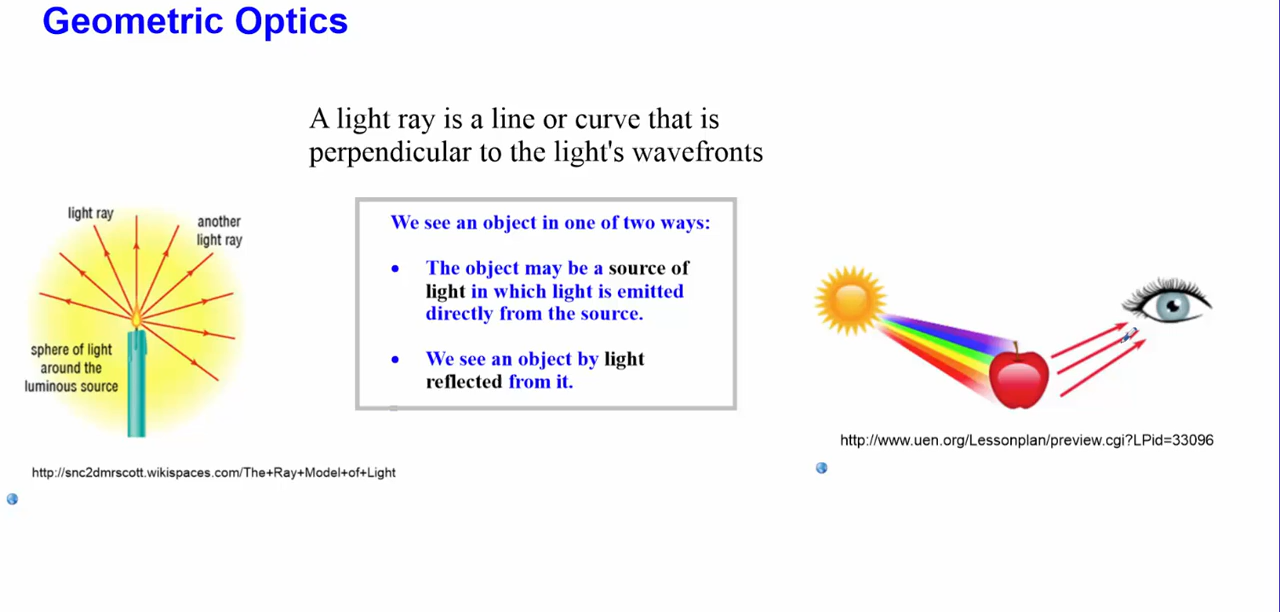 Geometric Optics
A light ray is a line or curve that is
perpendicular to the light's wavefronts
light ray
another
light ray
sphere of light
around the
luminous source
We see an object in one of two ways:
• The object may be a source of
light in which light is emitted
directly from the source.
• We see an object by light
reflected from it.
http://www.uen.org/Lessonplan/preview.cgi?LPid=33096
http://snc2dmrscott.wikispaces.com/The+Ray+Model+of+Light